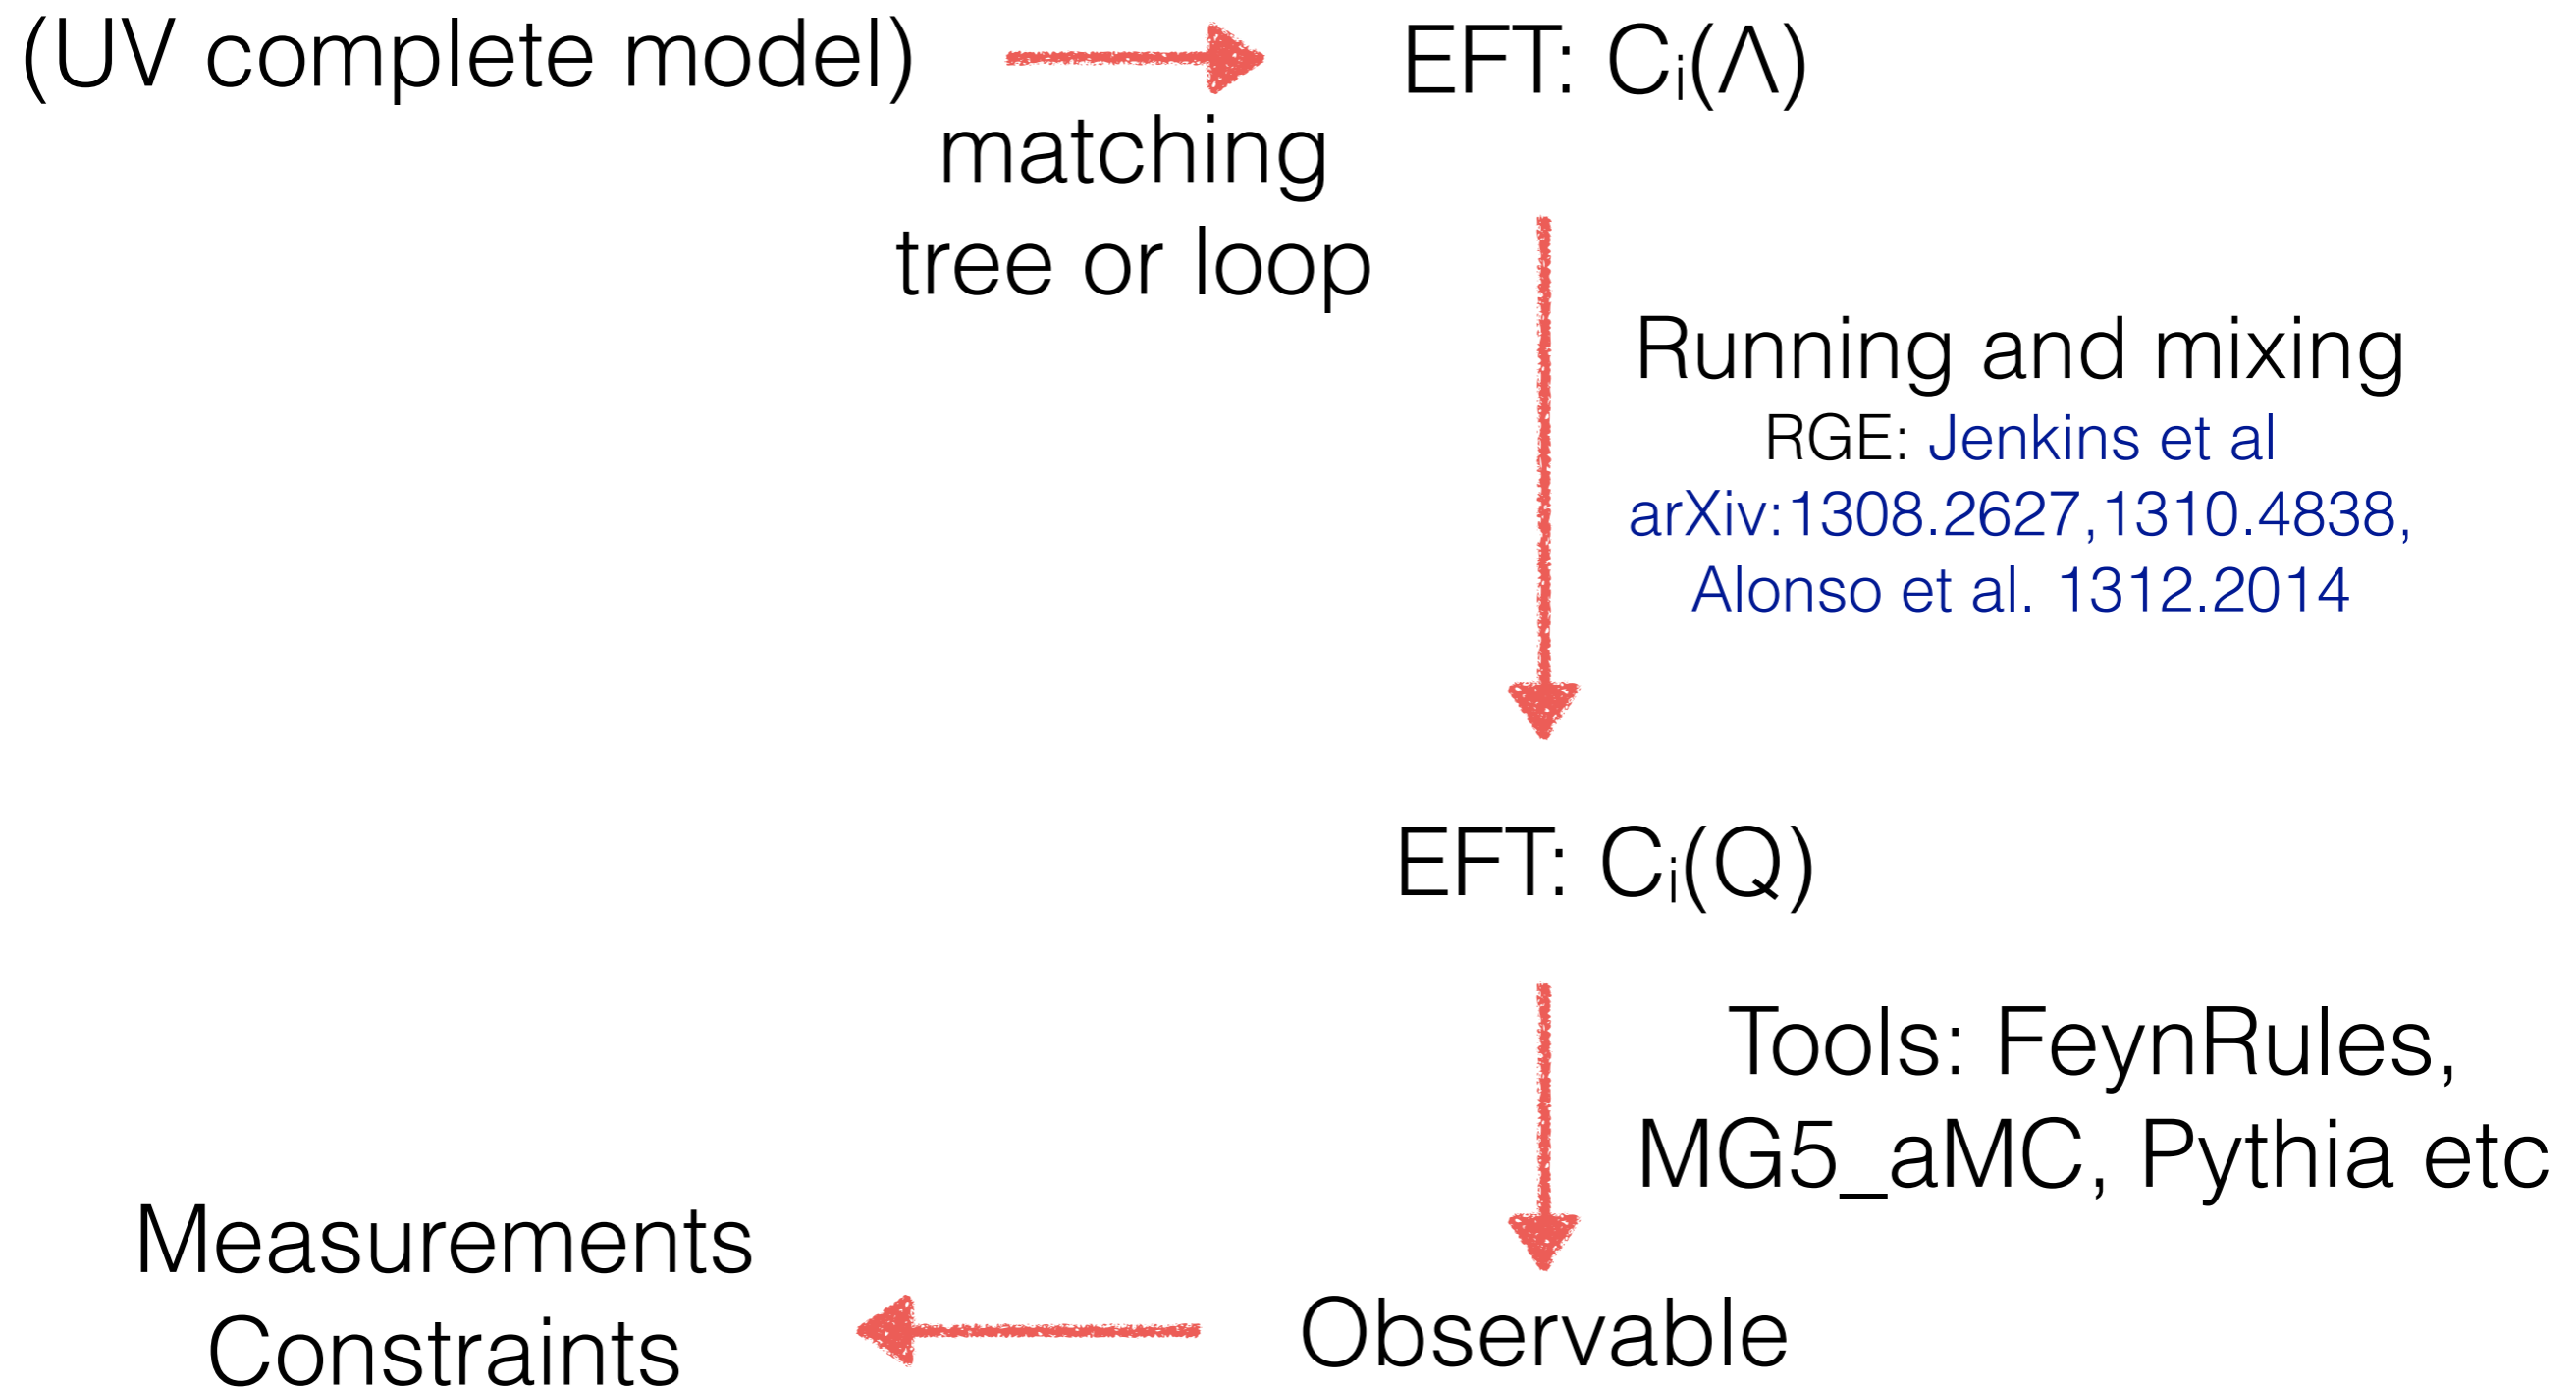 (UV complete model)
EFT: Cᵢ(Λ)
matching
tree or loop
Running and mixing
RGE: Jenkins et al
arXiv:1308.2627,1310.4838,
Alonso et al. 1312.2014
EFT: Cᵢ(Q)
Tools: FeynRules,
MG5_aMC, Pythia etc
Observable
Measurements
Constraints